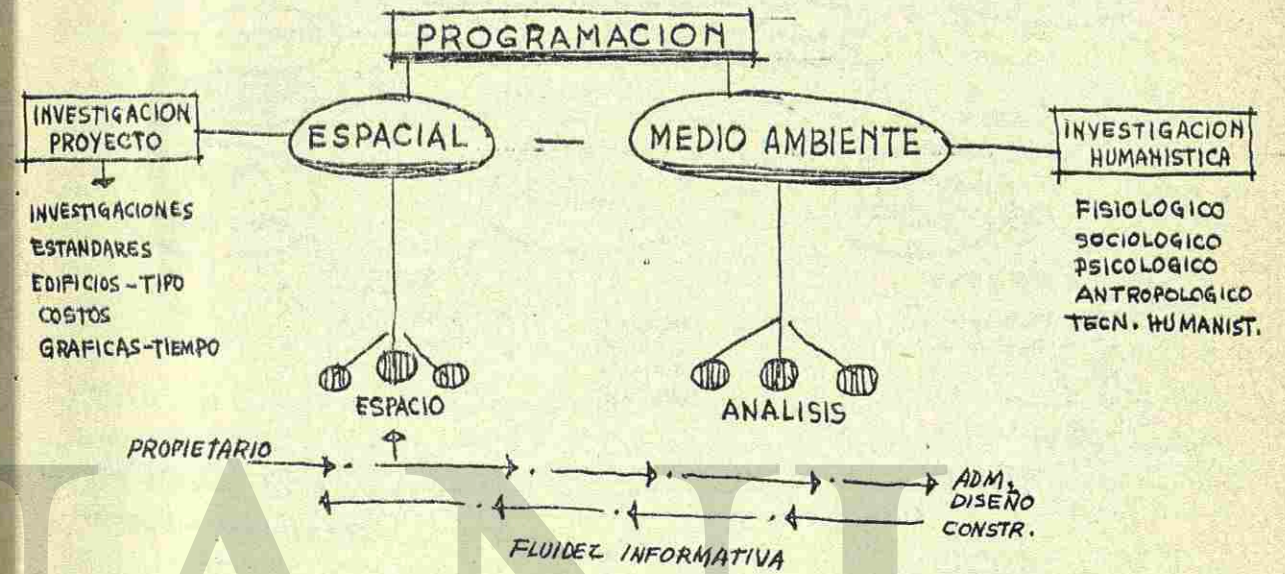 PROGRAMACION
INVESTIGACION
PROYECTO
ESPACIAL
MEDIO AMBIENTE
INVESTIGACION
HUMANISTICA
INVESTIGACIONES
ESTANDARES
EDIFICIOS-TIPO
COSTOS
GRAFICAS-TIEMPO
FISIOLOGICO
SOCIOLOGICO
PSICOLOGICO
ANTROPOLOGICO
TECN. HUMANIST.
ESPACIO
ANALISIS
PROPIETARIO
ADM,
DISEÑO
CONSTR.
FLUIDEZ INFORMATIVA